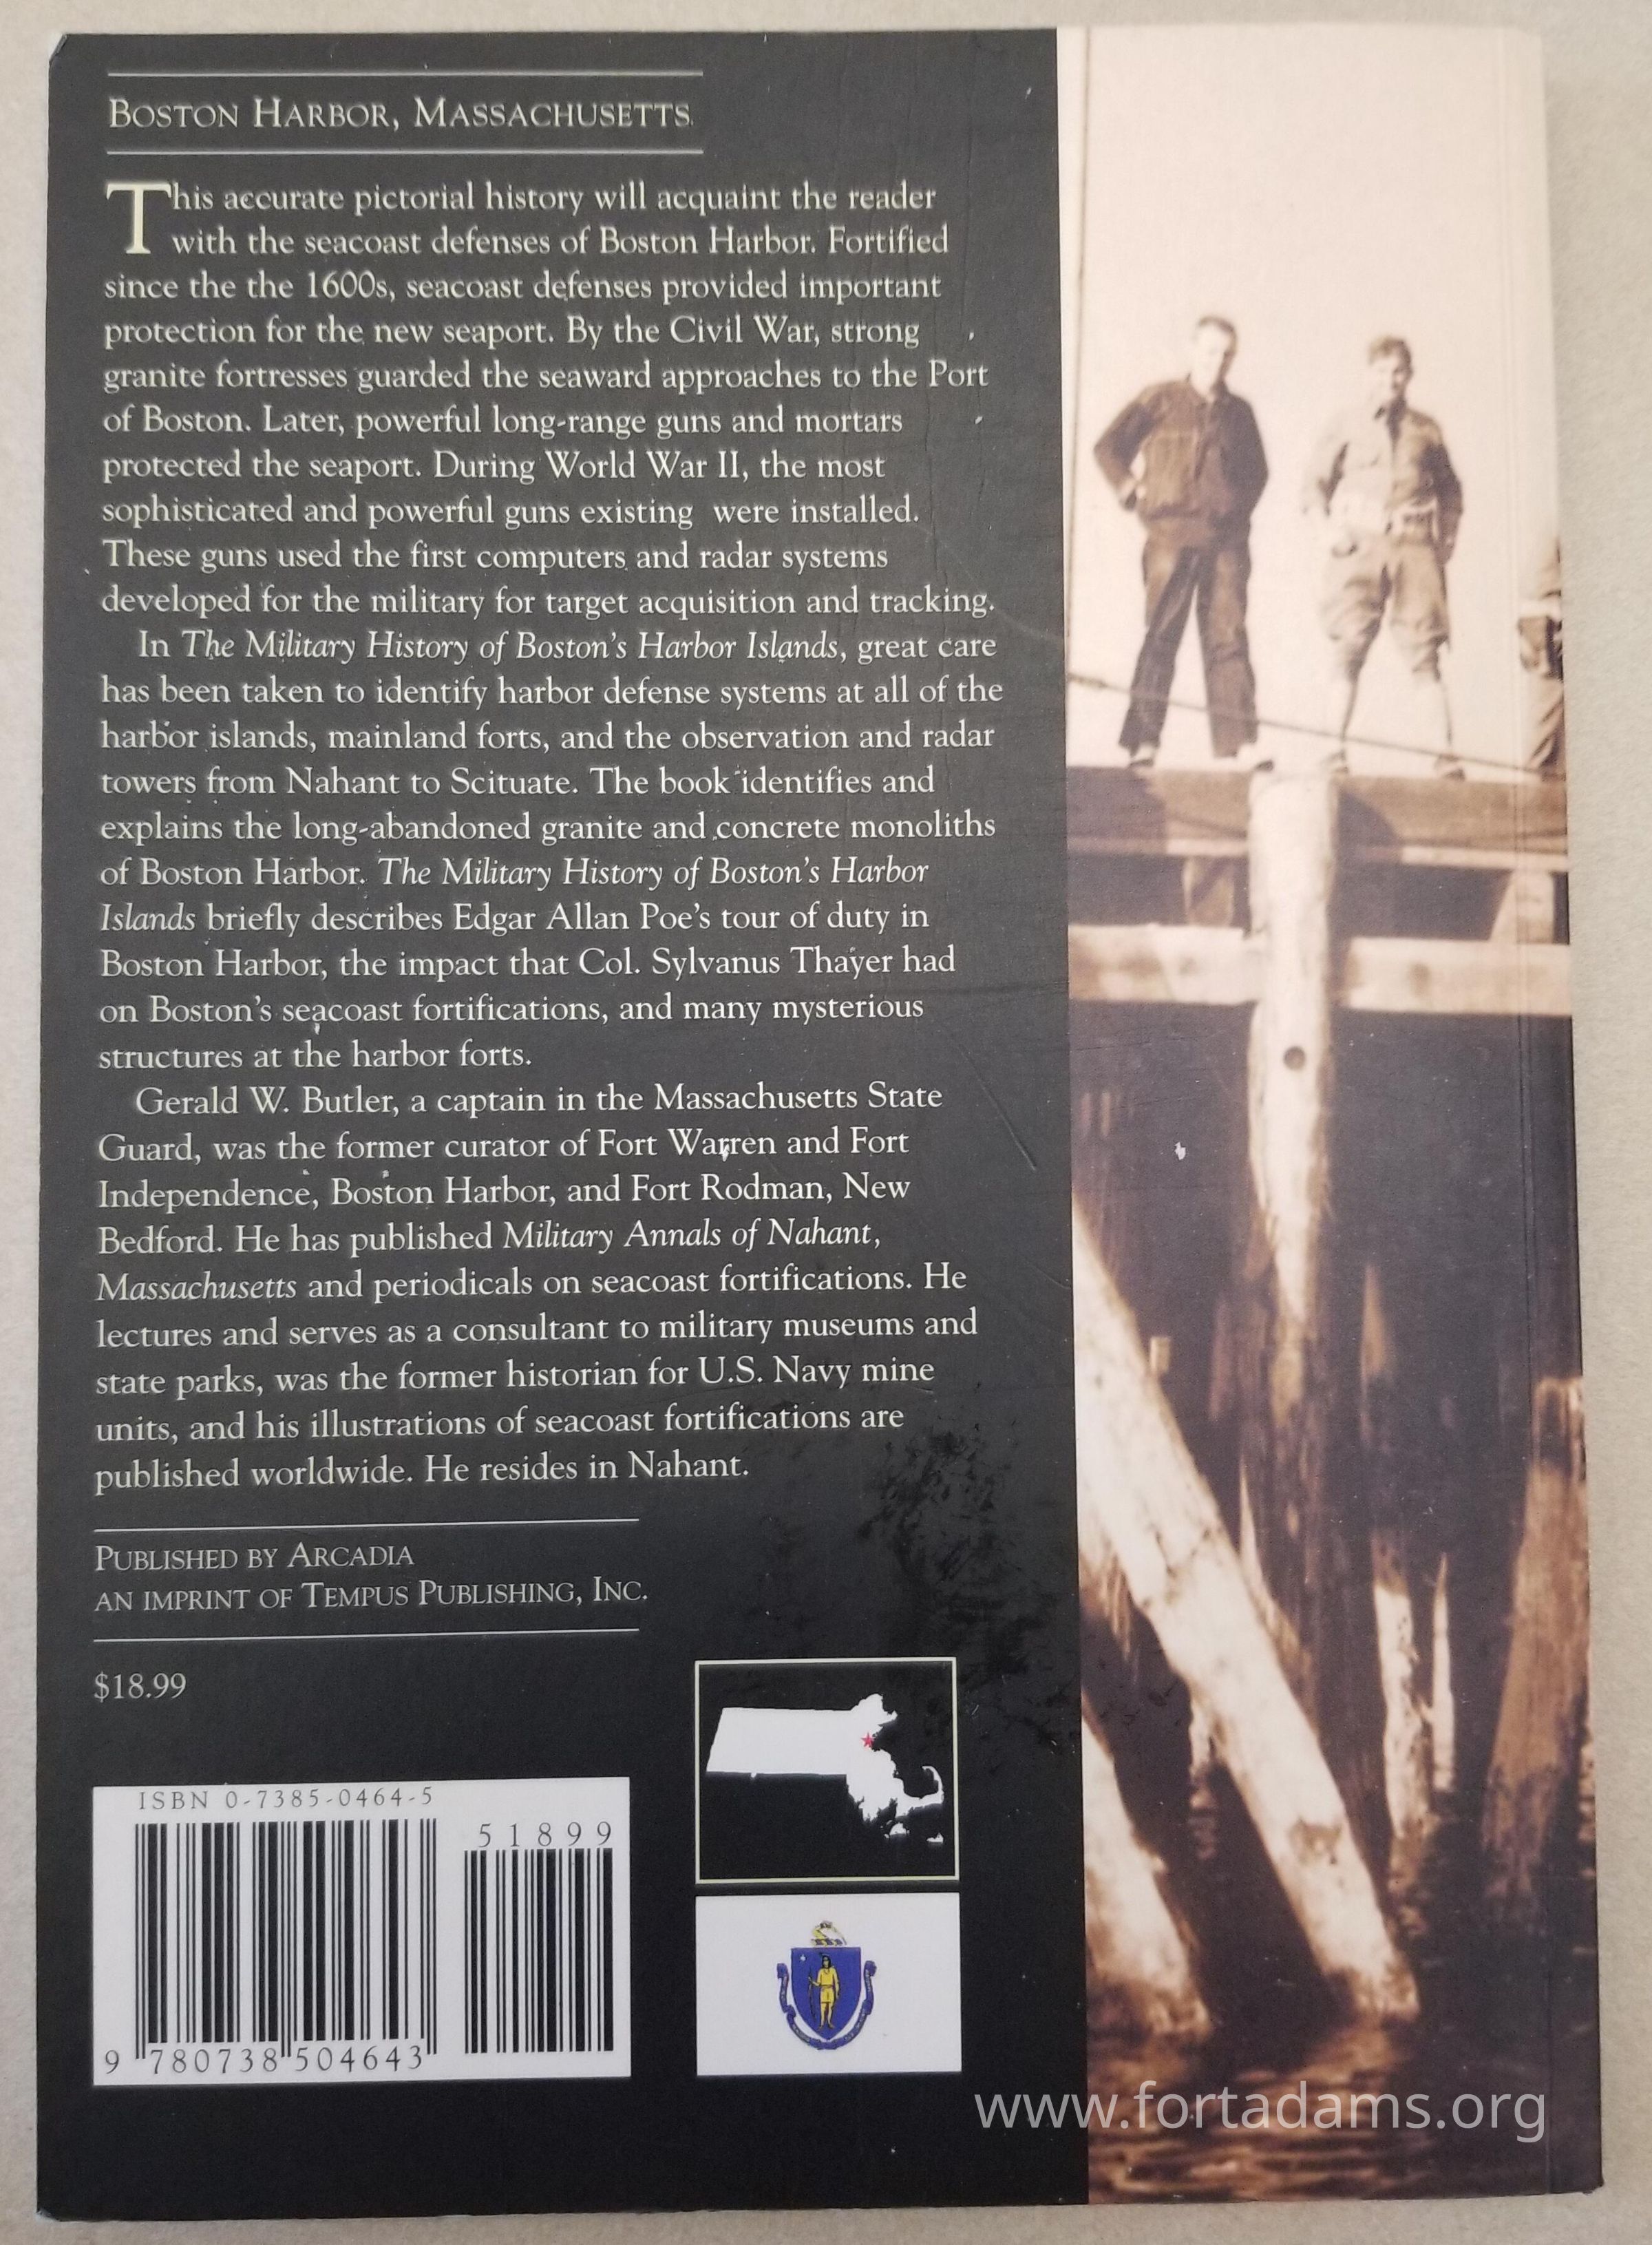 BOSTON HARBOR, MASSACHUSETTS
This accurate pictorial history will acquaint the reader
with the seacoast defenses of Boston Harbor. Fortified
since the the 1600s, seacoast defenses provided important
protection for the new seaport. By the Civil War, strong
granite fortresses guarded the seaward approaches to the Port
of Boston. Later, powerful long-range guns and mortars
protected the seaport. During World War II, the most
sophisticated and powerful guns existing were installed.
These guns used the first computers and radar systems
developed for the military for target acquisition and tracking.
In The Military History of Boston's Harbor Islands, great care
has been taken to identify harbor defense systems at all of the
harbor islands, mainland forts, and the observation and radar
towers from Nahant to Scituate. The book identifies and
explains the long-abandoned granite and concrete monoliths
of Boston Harbor. The Military History of Boston's Harbor
Islands briefly describes Edgar Allan Poe's tour of duty in
Boston Harbor, the impact that Col. Sylvanus Thayer had
on Boston's seacoast fortifications, and many mysterious
structures at the harbor forts.
Gerald W. Butler, a captain in the Massachusetts State
Guard, was the former curator of Fort Warren and Fort
Independence, Boston Harbor, and Fort Rodman, New
Bedford. He has published Military Annals of Nahant,
Massachusetts and periodicals on seacoast fortifications. He
lectures and serves as a consultant to military museums and
state parks, was the former historian for U.S. Navy mine
units, and his illustrations of seacoast fortifications are
published worldwide. He resides in Nahant.
PUBLISHED BY ARCADIA
AN IMPRINT OF TEMPUS PUBLISHING, INC.
$18.99
ISBN 0-7385-0464-5
51899
9 780738 504643
www.fortadams.org